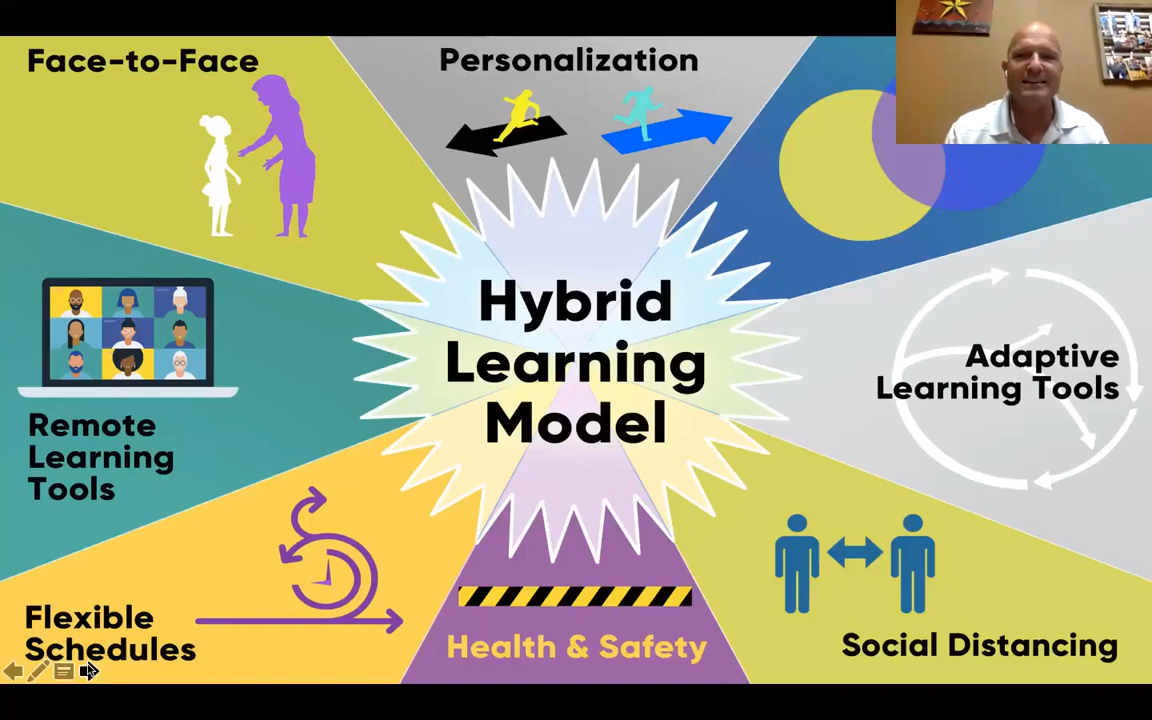 Face-to-Face
Personalization
Hybrid
Learning
Model
Adaptive
Learning Tools
Remote
Learning
Tools
Flexible
Schedules
Health & Safety
Social Distancing